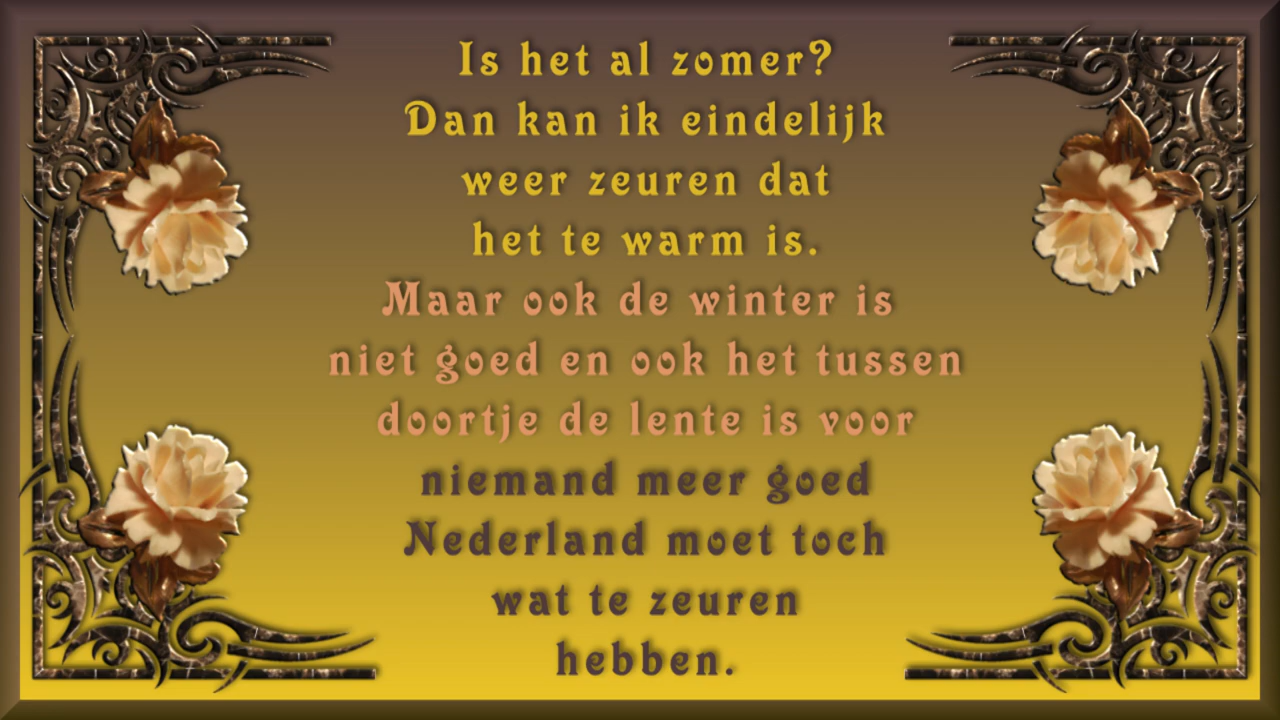 Is het al zomer?
Dan kan ik eindelijk
weer zeuren dat
het te warm is.
Maar ook de winter is
niet goed en ook het tussen
doortje de lente is voor
niemand meer goed
Nederland moet toch
wat te zeuren
hebben.